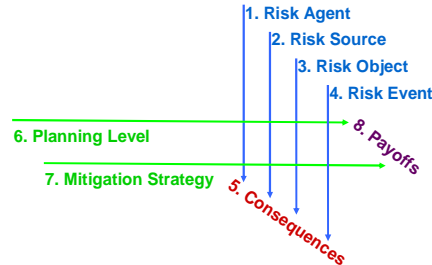 1. Risk Agent
2. Risk Source
3. Risk Object
4. Risk Event
6. Planning Level
8. Payoffs
7. Mitigation Strategy
5. Consequences